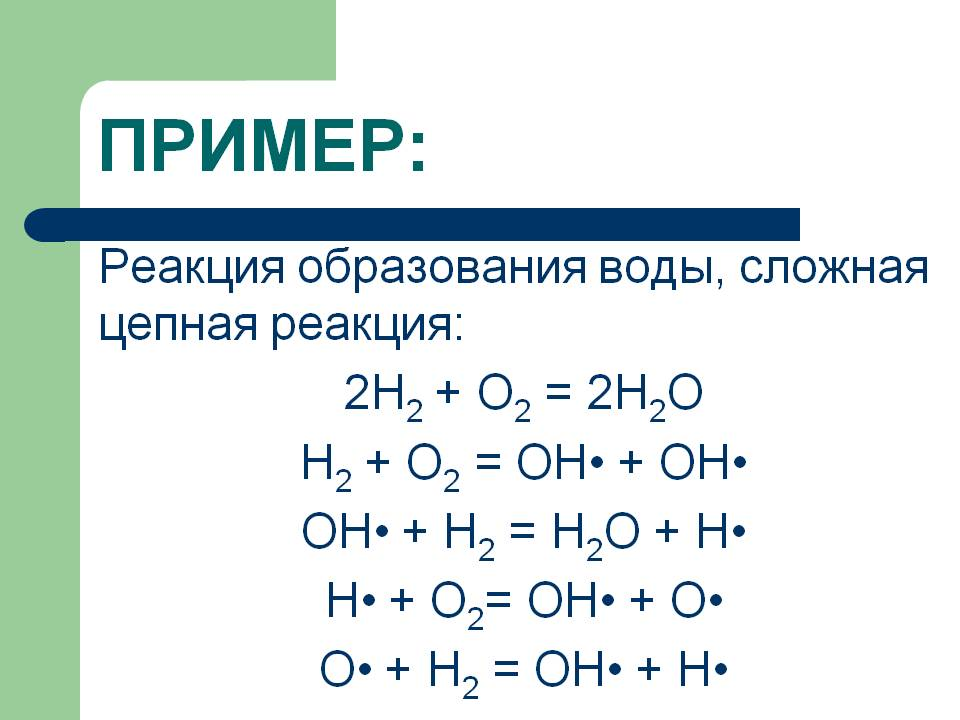 ПРИМЕР:
Реакция образования воды, сложная
цепная реакция:
2H₂ + O₂ = 2H₂O
H₂ + O₂ = OH• + OH•
OH• + H₂ = H₂O + H•
H• + O₂= OH• + O•
O• + H₂ = OH• + H•